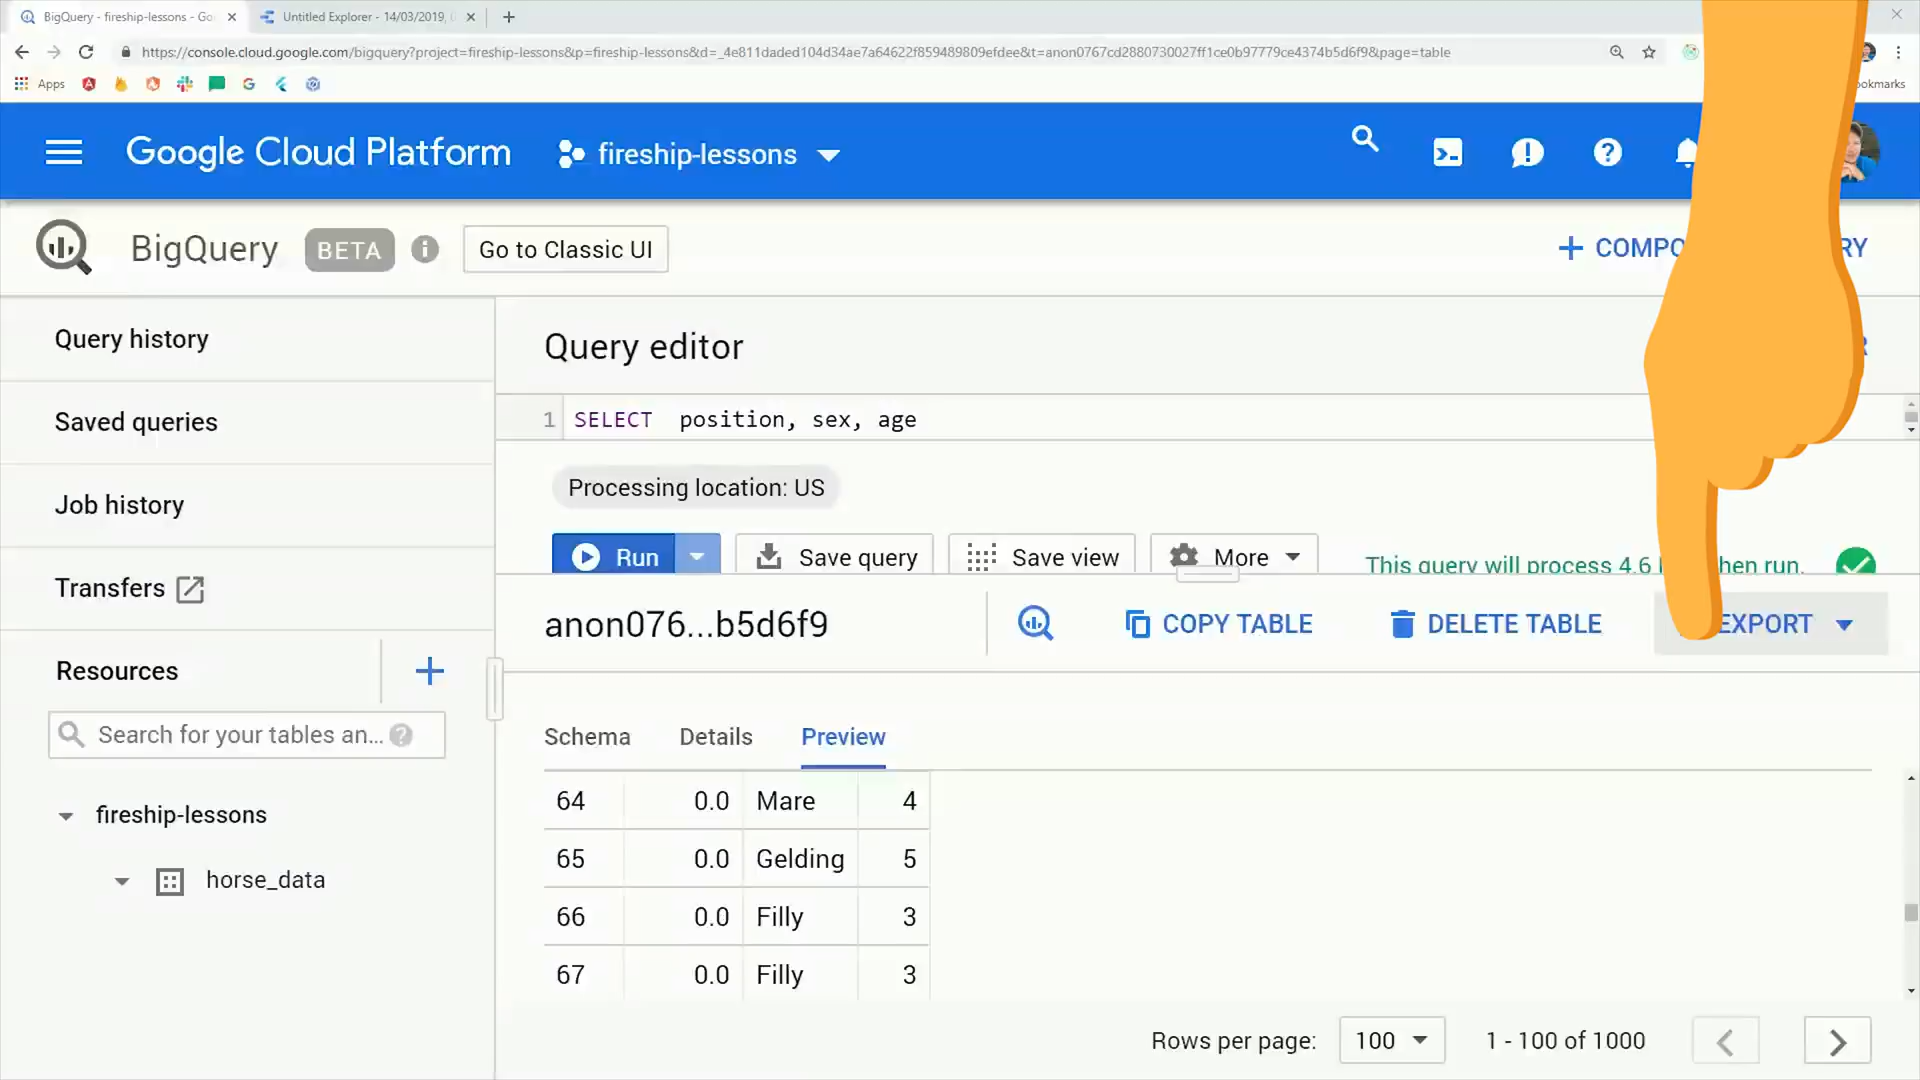 BigQuery - fireship-lessons - Go
Untitled Explorer - 14/03/2019,
https://console.cloud.google.com/bigquery?project=fireship-lessons&p=fireship-lessons&d=_4e811daded104d34ae7a64622f859489809efdee&t=anon0767cd2880730027ff1ce0b97779ce4374b5d6f9&page=table
Apps
Google Cloud Platform
fireship-lessons
BigQuery
BETA
Go to Classic UI
Query history
Saved queries
Job history
Transfers
Resources
Search for your tables an...
fireship-lessons
horse_data
Query editor
1 SELECT position, sex, age
Processing location: US
Run
Save query
Save view
More
This query will process 4.6
when run.
anon076...b5d6f9
COPY TABLE
DELETE TABLE
EXPORT
Schema
Details
Preview
64 0.0 Mare 4
65 0.0 Gelding 5
66 0.0 Filly 3
67 0.0 Filly 3
Rows per page:
100
1 - 100 of 1000